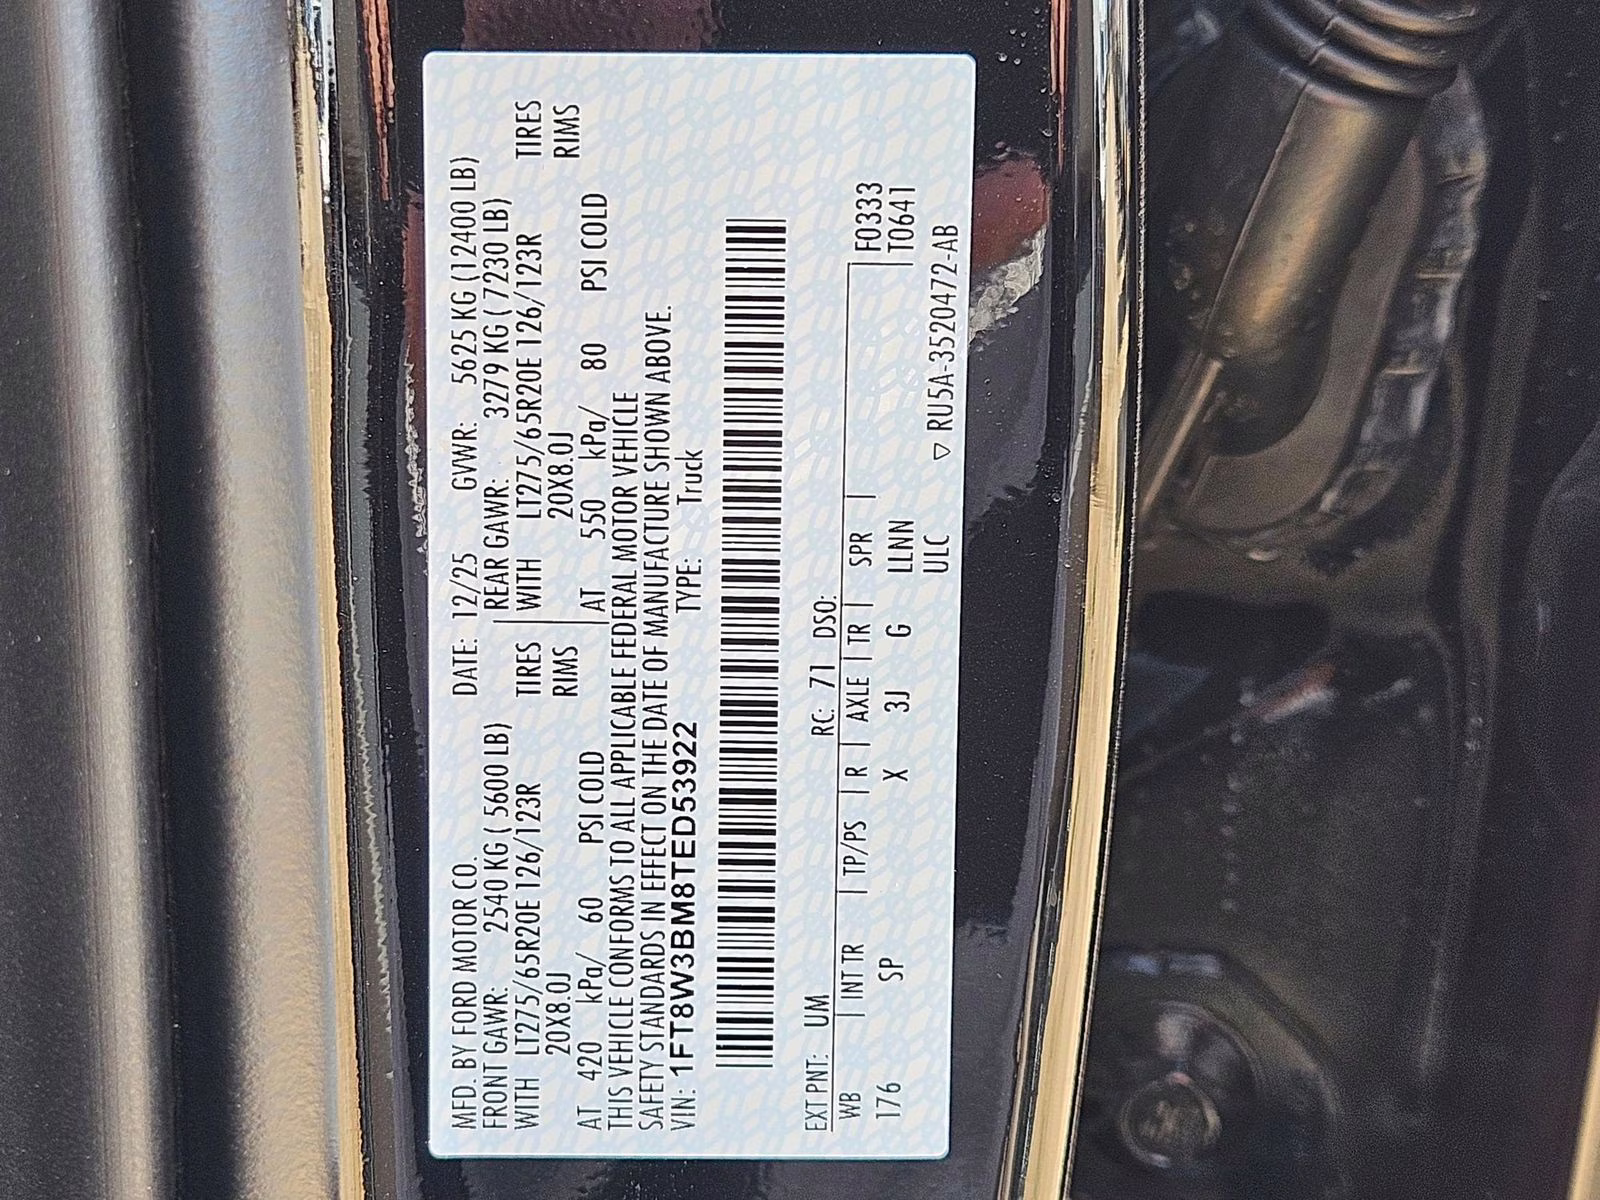 MFD. BY FORD MOTOR CO.
DATE: 12/25 GVWR: 5625 KG (12400 LB)
FRONT GAWR: 2540 KG ( 5600 LB)
REAR GAWR: 3279 KG ( 7230 LB)
WITH LT275/65R20E 126/123R TIRES
WITH LT275/65R20E 126/123R TIRES
20X8.0J RIMS
20X8.0J RIMS
AT 420 kPa/ 60 PSI COLD
AT 550 kPa/ 80 PSI COLD
THIS VEHICLE CONFORMS TO ALL APPLICABLE FEDERAL MOTOR VEHICLE
SAFETY STANDARDS IN EFFECT ON THE DATE OF MANUFACTURE SHOWN ABOVE.
VIN: 1FT8W3BM8TED53922 TYPE: Truck
EXT PNT: UM RC: 71 DSO:
WB | INT TR | TP/PS | R | AXLE | TR | SPR | F0333
176 SP X 3J G LLNN T0641
ULC ▽ RU5A-3520472-AB